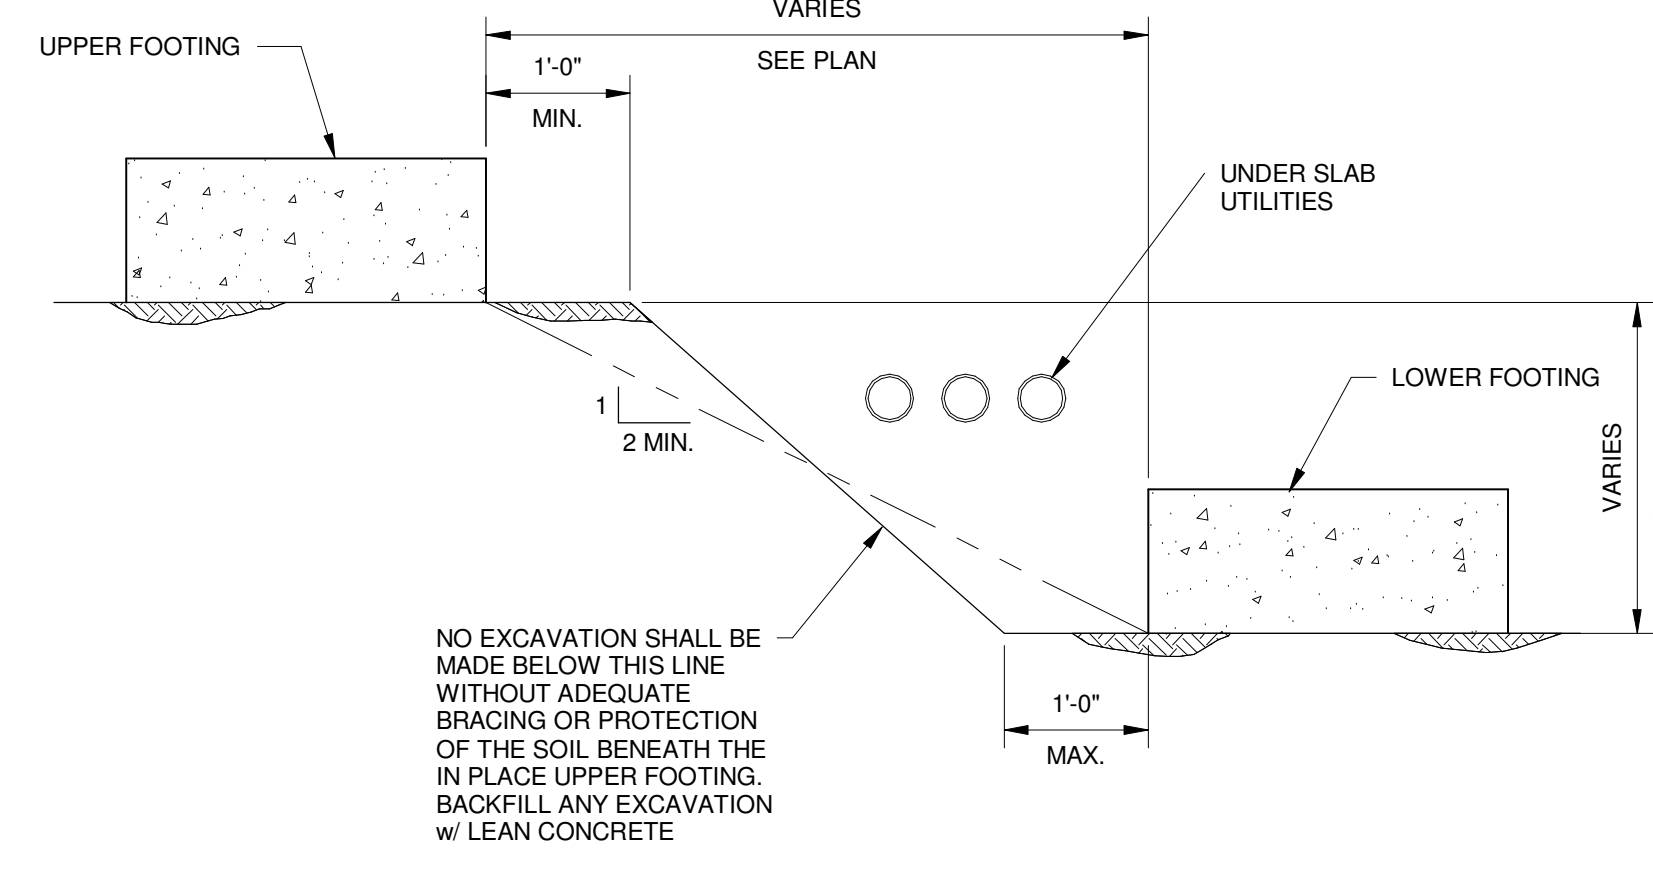 VARIES
SEE PLAN
UPPER FOOTING
1'-0"
MIN.
UNDER SLAB
UTILITIES
LOWER FOOTING
1
2 MIN.
VARIES
NO EXCAVATION SHALL BE
MADE BELOW THIS LINE
WITHOUT ADEQUATE
BRACING OR PROTECTION
OF THE SOIL BENEATH THE
IN PLACE UPPER FOOTING.
BACKFILL ANY EXCAVATION
w/ LEAN CONCRETE
1'-0"
MAX.